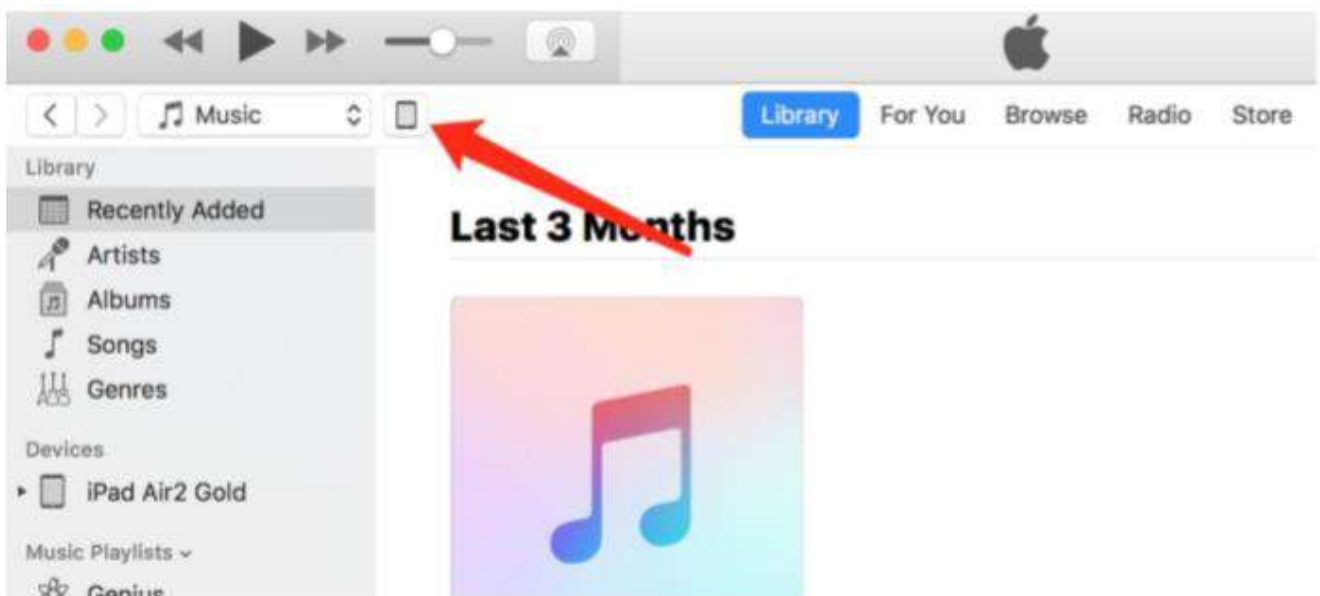 Music
Library For You Browse Radio Store
Library
Recently Added
Last 3 Months
Artists
Albums
Songs
Genres
Devices
iPad Air2 Gold
Music Playlists
Genius